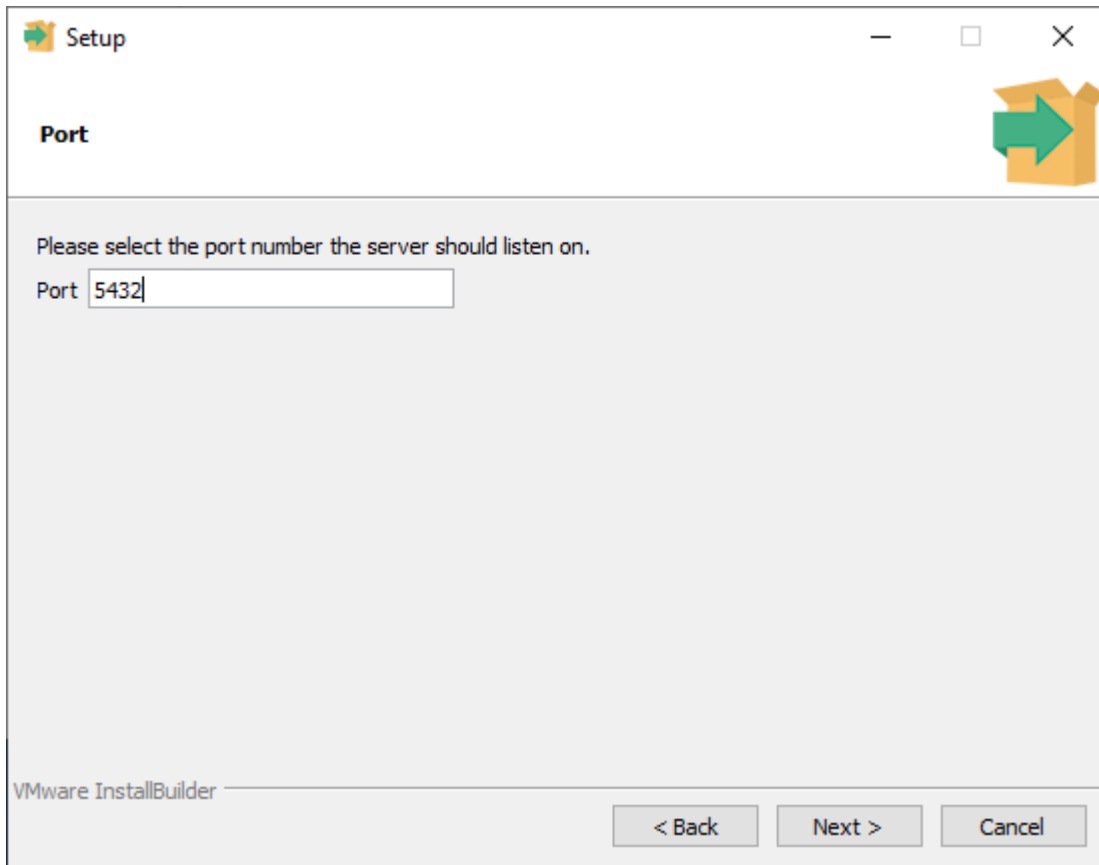 Setup
Port
Please select the port number the server should listen on.
Port 5432
VMware InstallBuilder
< Back Next > Cancel